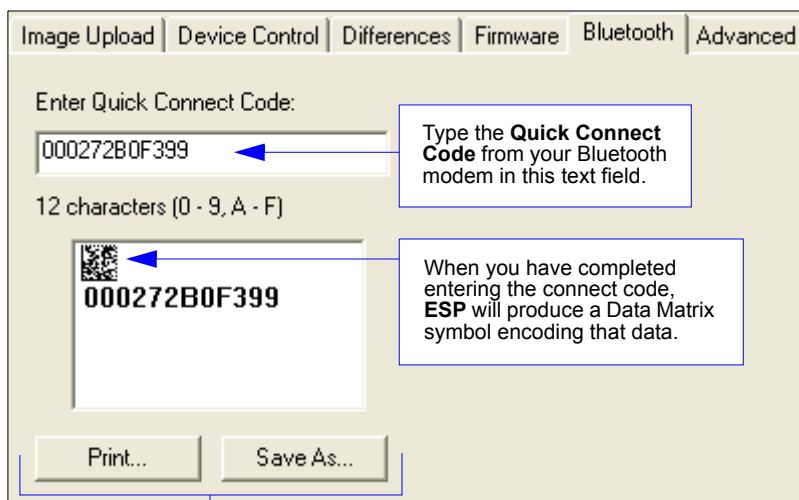 Image Upload Device Control Differences Firmware Bluetooth Advanced
Enter Quick Connect Code:
000272B0F399
Type the Quick Connect
Code from your Bluetooth
modem in this text field.
12 characters (0 - 9, A - F)
000272B0F399
When you have completed
entering the connect code,
ESP will produce a Data Matrix
symbol encoding that data.
Print... Save As...